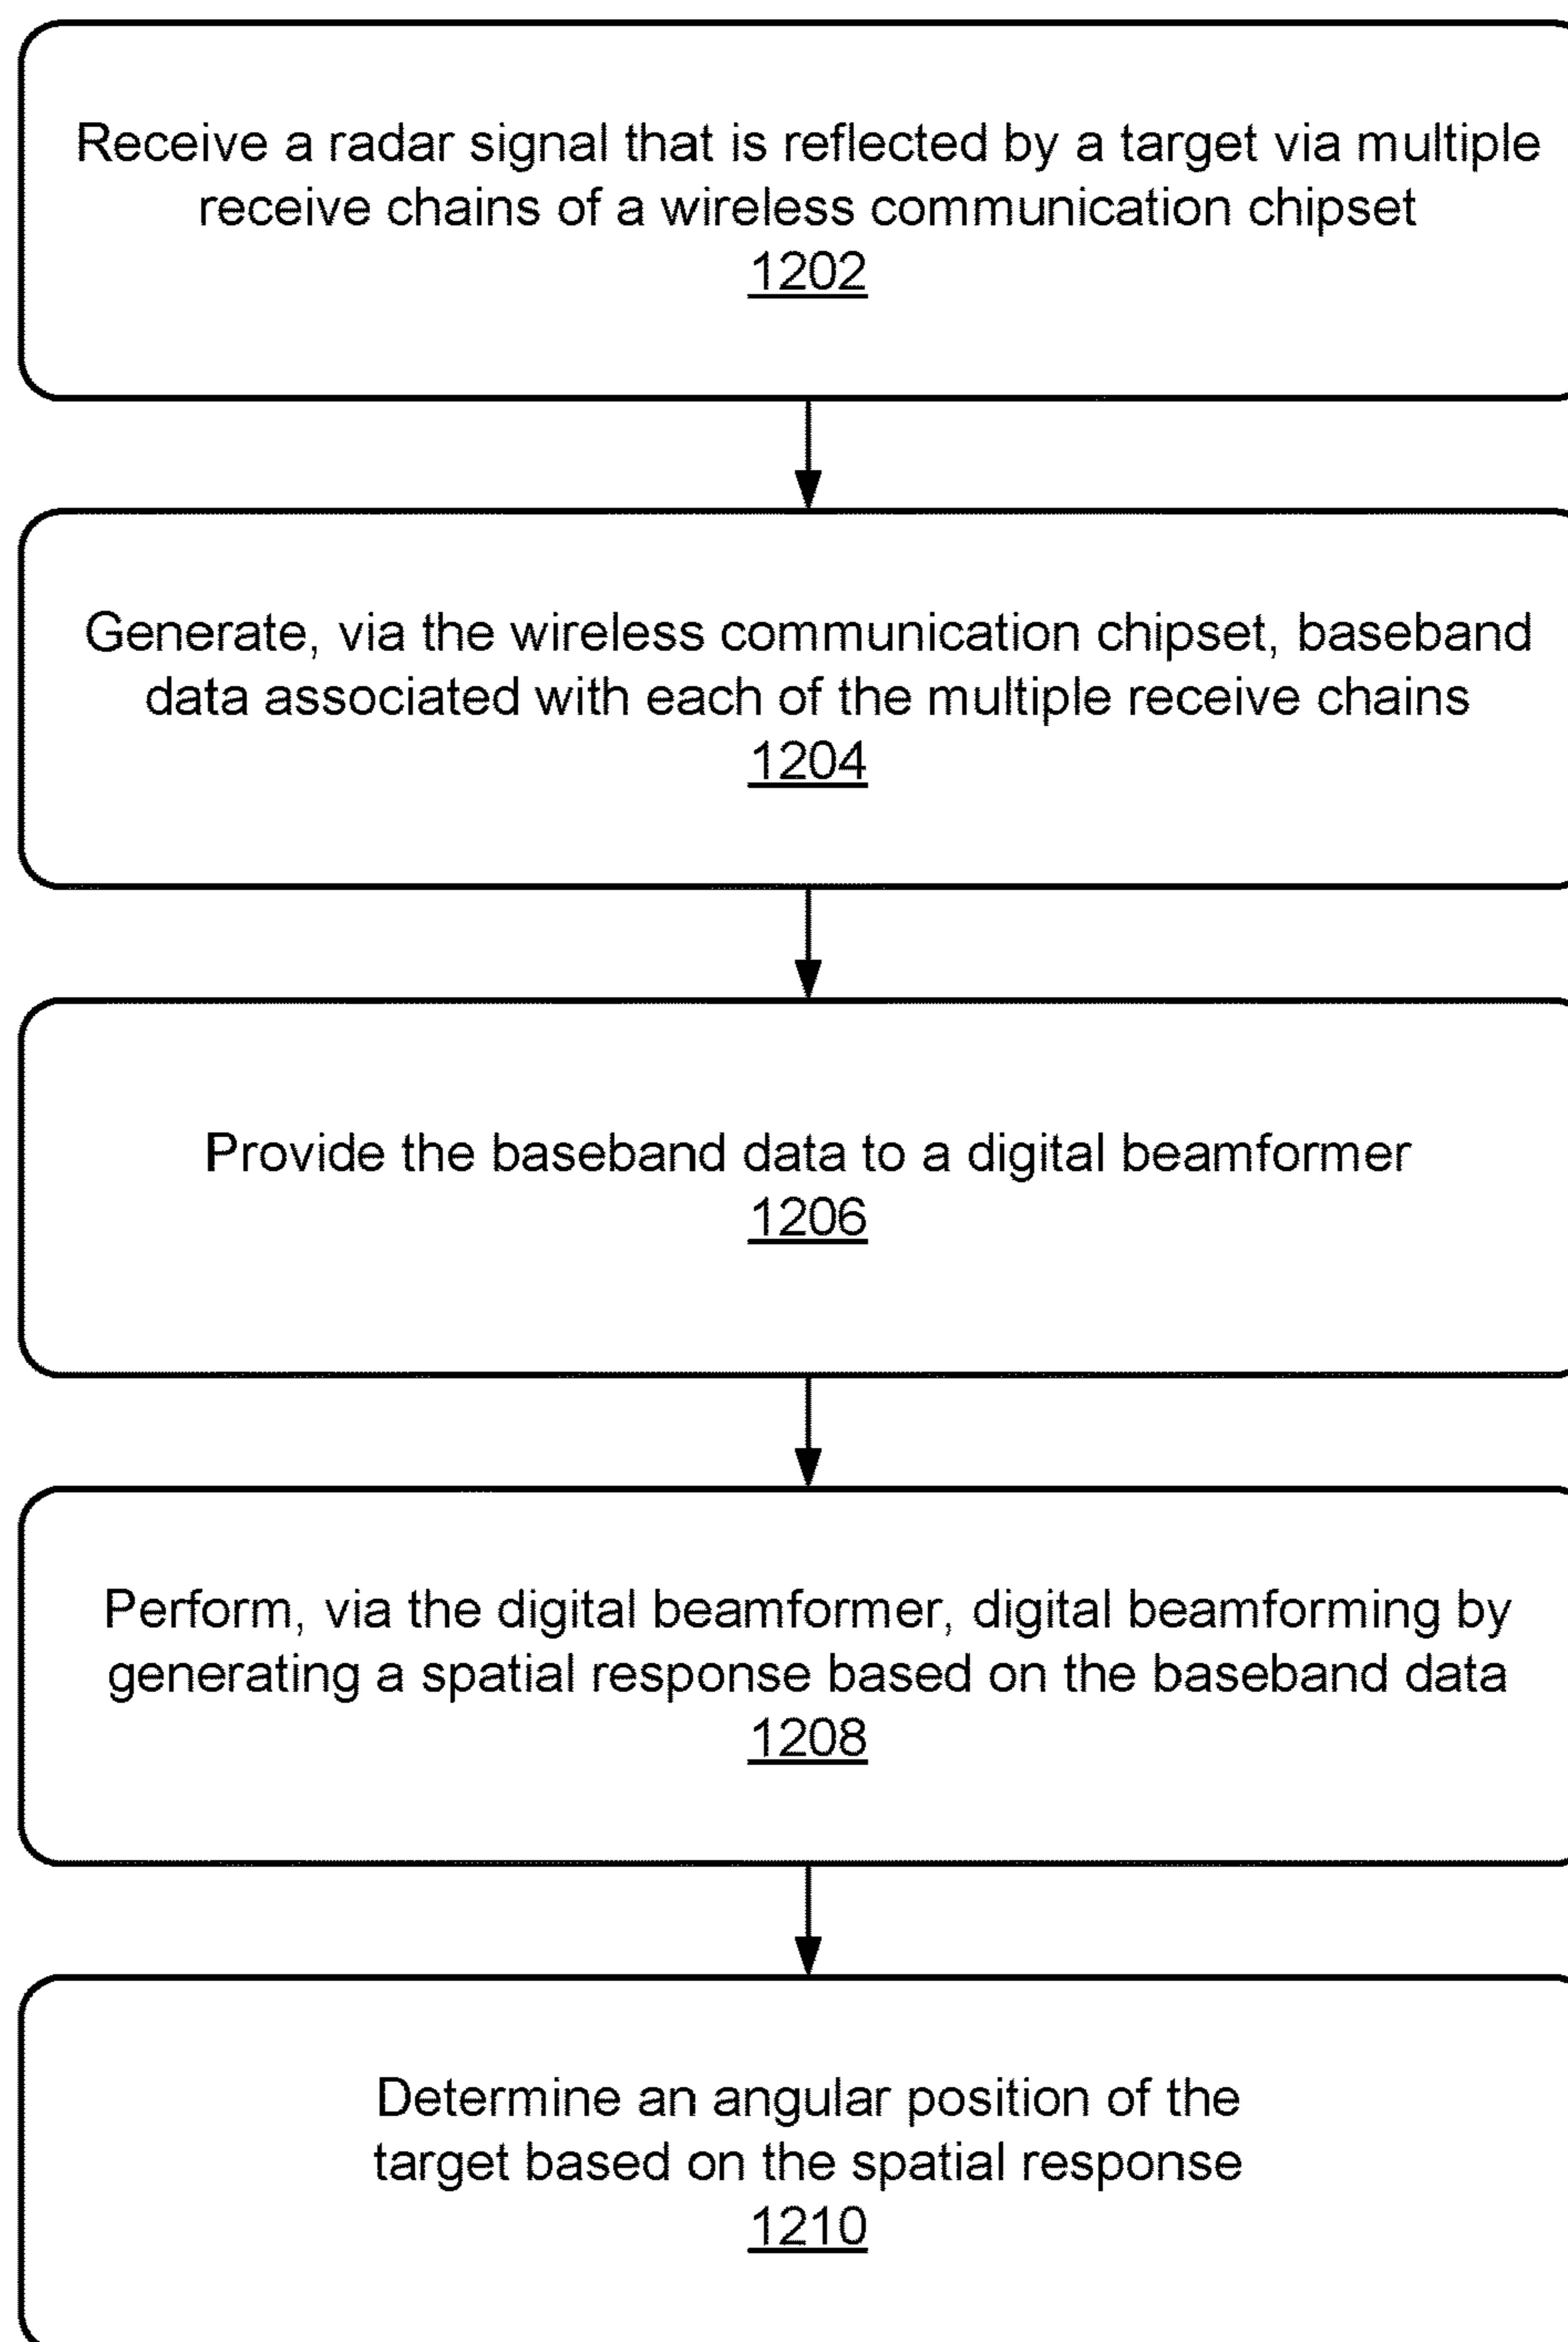 Receive a radar signal that is reflected by a target via multiple
receive chains of a wireless communication chipset
1202
Generate, via the wireless communication chipset, baseband
data associated with each of the multiple receive chains
1204
Provide the baseband data to a digital beamformer
1206
Perform, via the digital beamformer, digital beamforming by
generating a spatial response based on the baseband data
1208
Determine an angular position of the
target based on the spatial response
1210